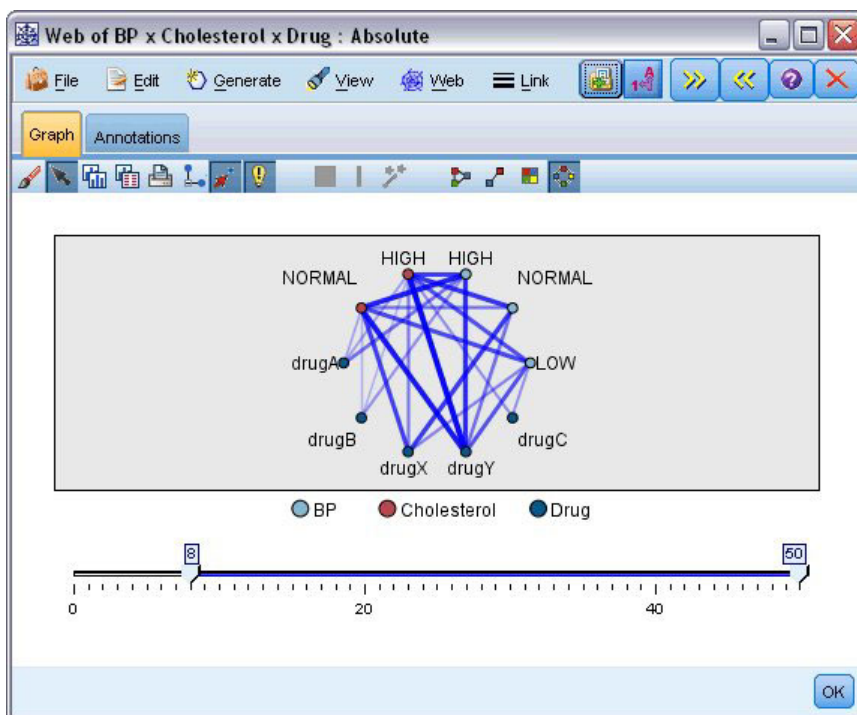 Web of BP x Cholesterol x Drug : Absolute
File Edit Generate View Web Link
Graph Annotations
HIGH HIGH
NORMAL NORMAL
drugA LOW
drugB drugC
drugX drugY
BP Cholesterol Drug
8 50
0 20 40
OK